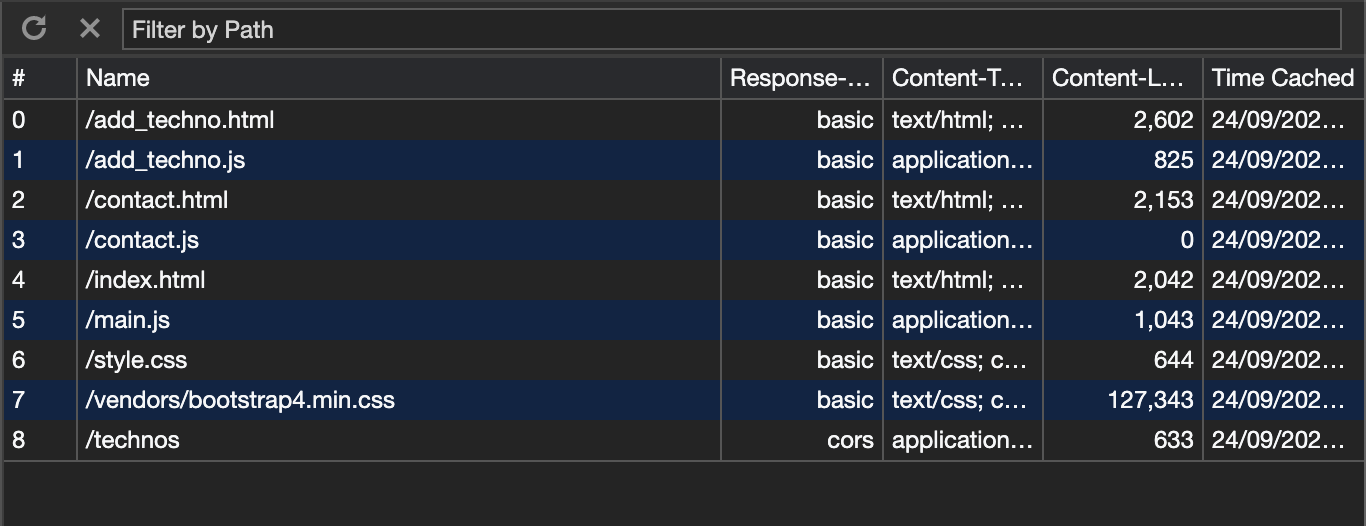 Filter by Path
# Name Response-... Content-T... Content-L... Time Cached
0 /add_techno.html basic text/html; ... 2,602 24/09/202...
1 /add_techno.js basic application... 825 24/09/202...
2 /contact.html basic text/html; ... 2,153 24/09/202...
3 /contact.js basic application... 0 24/09/202...
4 /index.html basic text/html; ... 2,042 24/09/202...
5 /main.js basic application... 1,043 24/09/202...
6 /style.css basic text/css; c... 644 24/09/202...
7 /vendors/bootstrap4.min.css basic text/css; c... 127,343 24/09/202...
8 /technos cors application... 633 24/09/202...